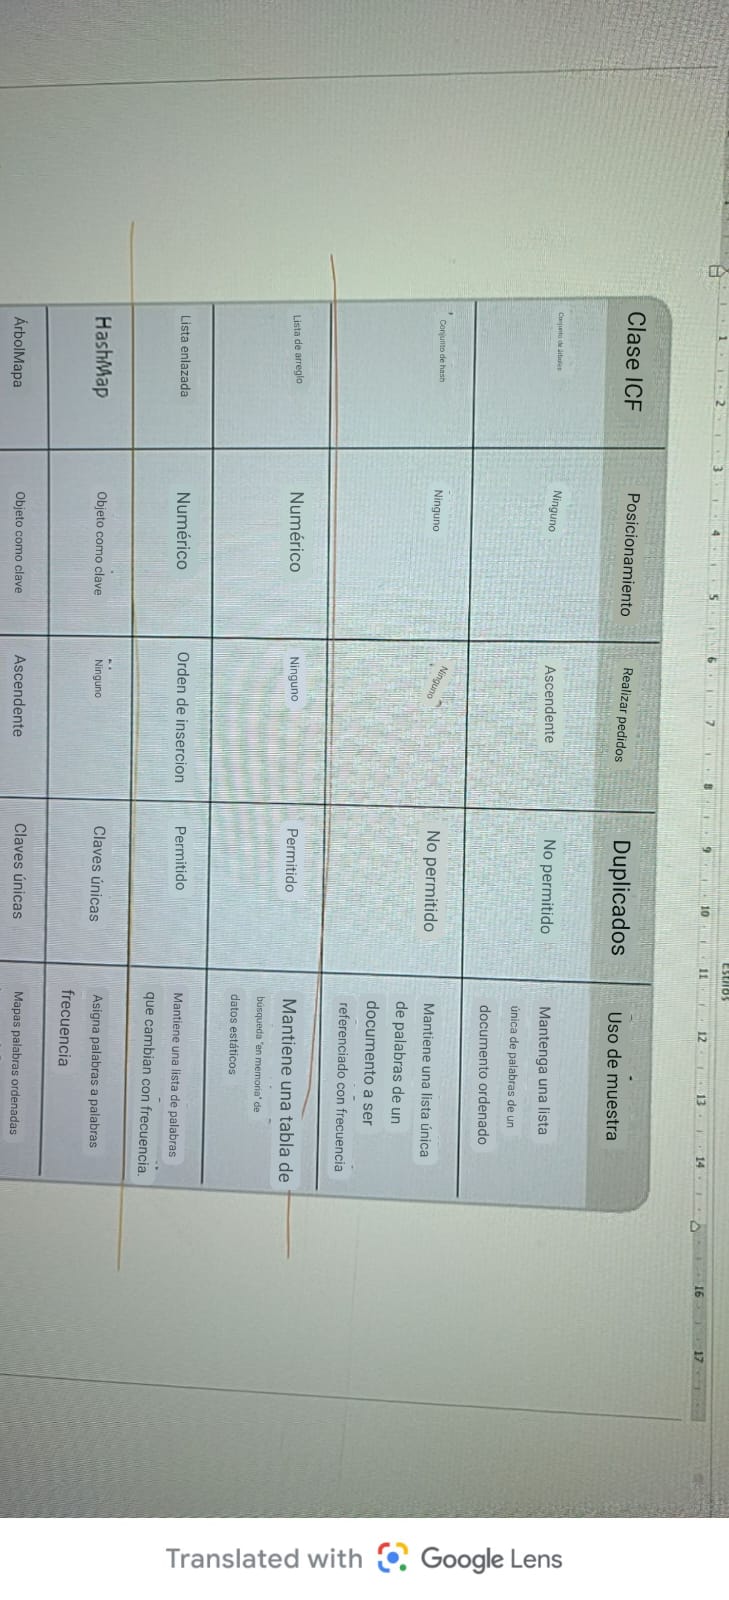 Estilos
1 2 3 4 5 6 7 8 9 10 11 12 13 14 16 17
Clase ICF Posicionamiento Realizar pedidos Duplicados Uso de muestra
Conjunto de árboles Ninguno Ascendente No permitido Mantenga una lista
única de palabras de un
documento ordenado
Conjunto de hash Ninguno Ninguno No permitido Mantiene una lista única
de palabras de un
documento a ser
referenciado con frecuencia
Lista de arreglo Numérico Ninguno Permitido Mantiene una tabla de
búsqueda "en memoria" de
datos estáticos
Lista enlazada Numérico Orden de insercion Permitido Mantiene una lista de palabras
que cambian con frecuencia.
HashMap Objeto como clave Ninguno Claves únicas Asigna palabras a palabras
frecuencia
ÁrbolMapa Objeto como clave Ascendente Claves únicas Mapas palabras ordenadas
Translated with Google Lens